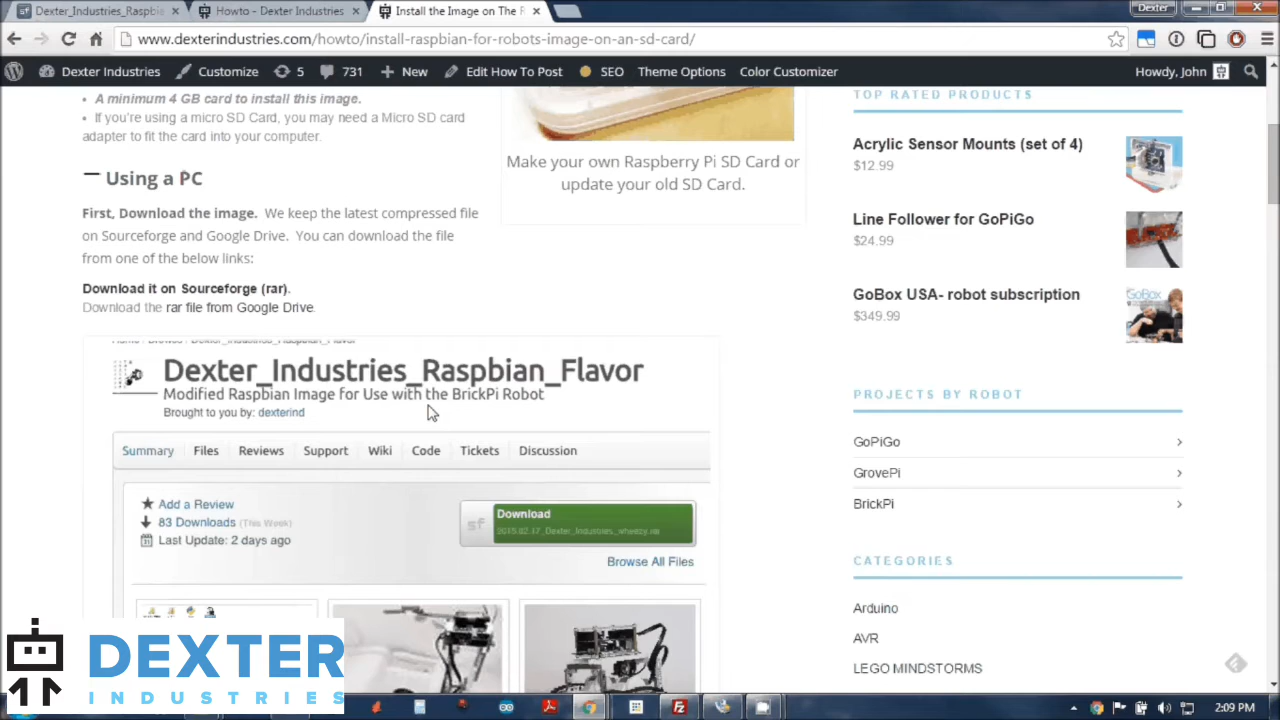 Dexter_Industries_Raspbi
Howto - Dexter Industries
Install the Image on The R
Dexter
www.dexterindustries.com/howto/install-raspbian-for-robots-image-on-an-sd-card/
Dexter Industries
Customize
5
731
New
Edit How To Post
SEO
Theme Options
Color Customizer
Howdy, John
• A minimum 4 GB card to install this image.
• If you're using a micro SD Card, you may need a Micro SD card
adapter to fit the card into your computer.
Make your own Raspberry Pi SD Card or
update your old SD Card.
Using a PC
First, Download the image. We keep the latest compressed file
on Sourceforge and Google Drive. You can download the file
from one of the below links:
Download it on Sourceforge (rar).
Download the rar file from Google Drive.
Dexter_Industries_Raspbian_Flavor
Modified Raspbian Image for Use with the BrickPi Robot
Brought to you by: dexterind
Summary
Files
Reviews
Support
Wiki
Code
Tickets
Discussion
Add a Review
83 Downloads (This Week)
Last Update: 2 days ago
sf
Download
2015.02.17_Dexter_Industries_wheezy.rar
Browse All Files
TOP RATED PRODUCTS
Acrylic Sensor Mounts (set of 4)
$12.99
Line Follower for GoPiGo
$24.99
GoBox USA- robot subscription
$349.99
GoBox
PROJECTS BY ROBOT
GoPiGo
GrovePi
BrickPi
CATEGORIES
Arduino
AVR
LEGO MINDSTORMS
DEXTER
INDUSTRIES
2:09 PM